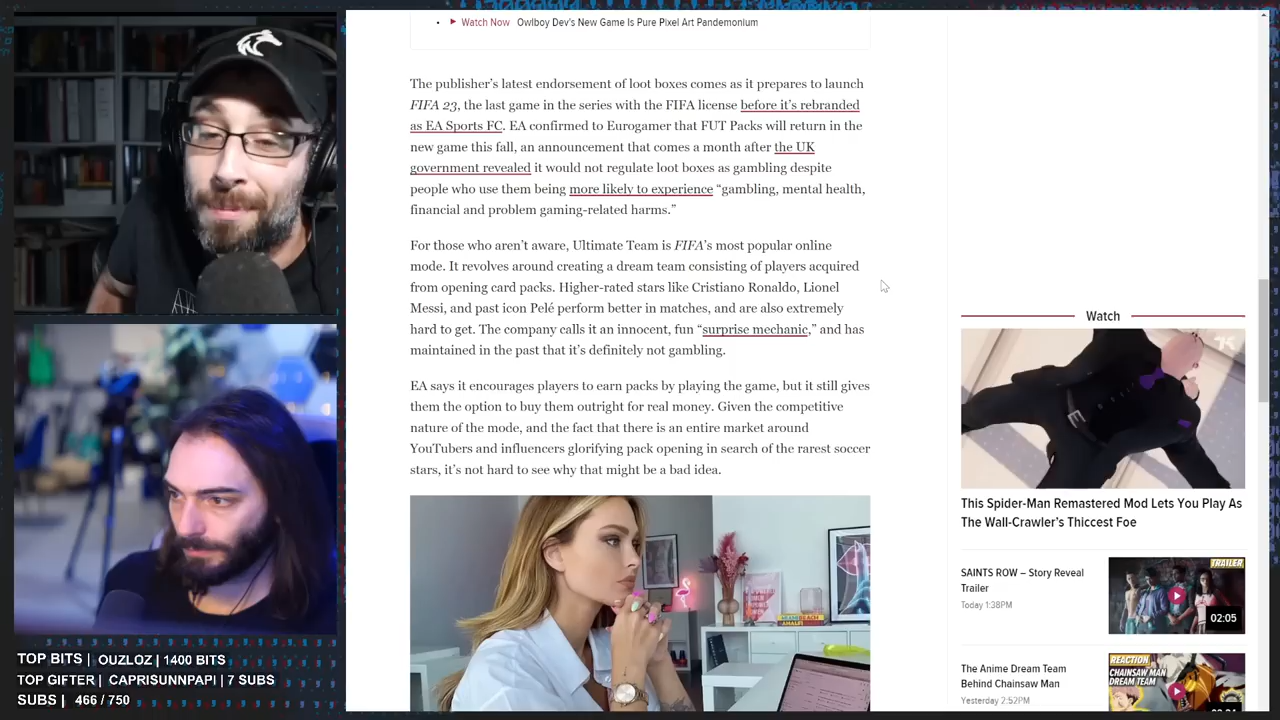 Watch Now Owlboy Dev's New Game Is Pure Pixel Art Pandemonium
The publisher’s latest endorsement of loot boxes comes as it prepares to launch
FIFA 23, the last game in the series with the FIFA license before it’s rebranded
as EA Sports FC. EA confirmed to Eurogamer that FUT Packs will return in the
new game this fall, an announcement that comes a month after the UK
government revealed it would not regulate loot boxes as gambling despite
people who use them being more likely to experience “gambling, mental health,
financial and problem gaming-related harms.”
For those who aren’t aware, Ultimate Team is FIFA’s most popular online
mode. It revolves around creating a dream team consisting of players acquired
from opening card packs. Higher-rated stars like Cristiano Ronaldo, Lionel
Messi, and past icon Pelé perform better in matches, and are also extremely
hard to get. The company calls it an innocent, fun “surprise mechanic,” and has
maintained in the past that it’s definitely not gambling.
EA says it encourages players to earn packs by playing the game, but it still gives
them the option to buy them outright for real money. Given the competitive
nature of the mode, and the fact that there is an entire market around
YouTubers and influencers glorifying pack opening in search of the rarest soccer
stars, it’s not hard to see why that might be a bad idea.
Watch
This Spider-Man Remastered Mod Lets You Play As
The Wall-Crawler's Thiccest Foe
SAINTS ROW – Story Reveal
Trailer
Today 1:38PM
TRAILER
02:05
The Anime Dream Team
Behind Chainsaw Man
Yesterday 2:52PM
REACTION
CHAINSAW MAN
DREAM TEAM
TOP BITS | OUZLOZ | 1400 BITS
TOP GIFTER | CAPRISUNNPAPI | 7 SUBS
SUBS | 466 / 750